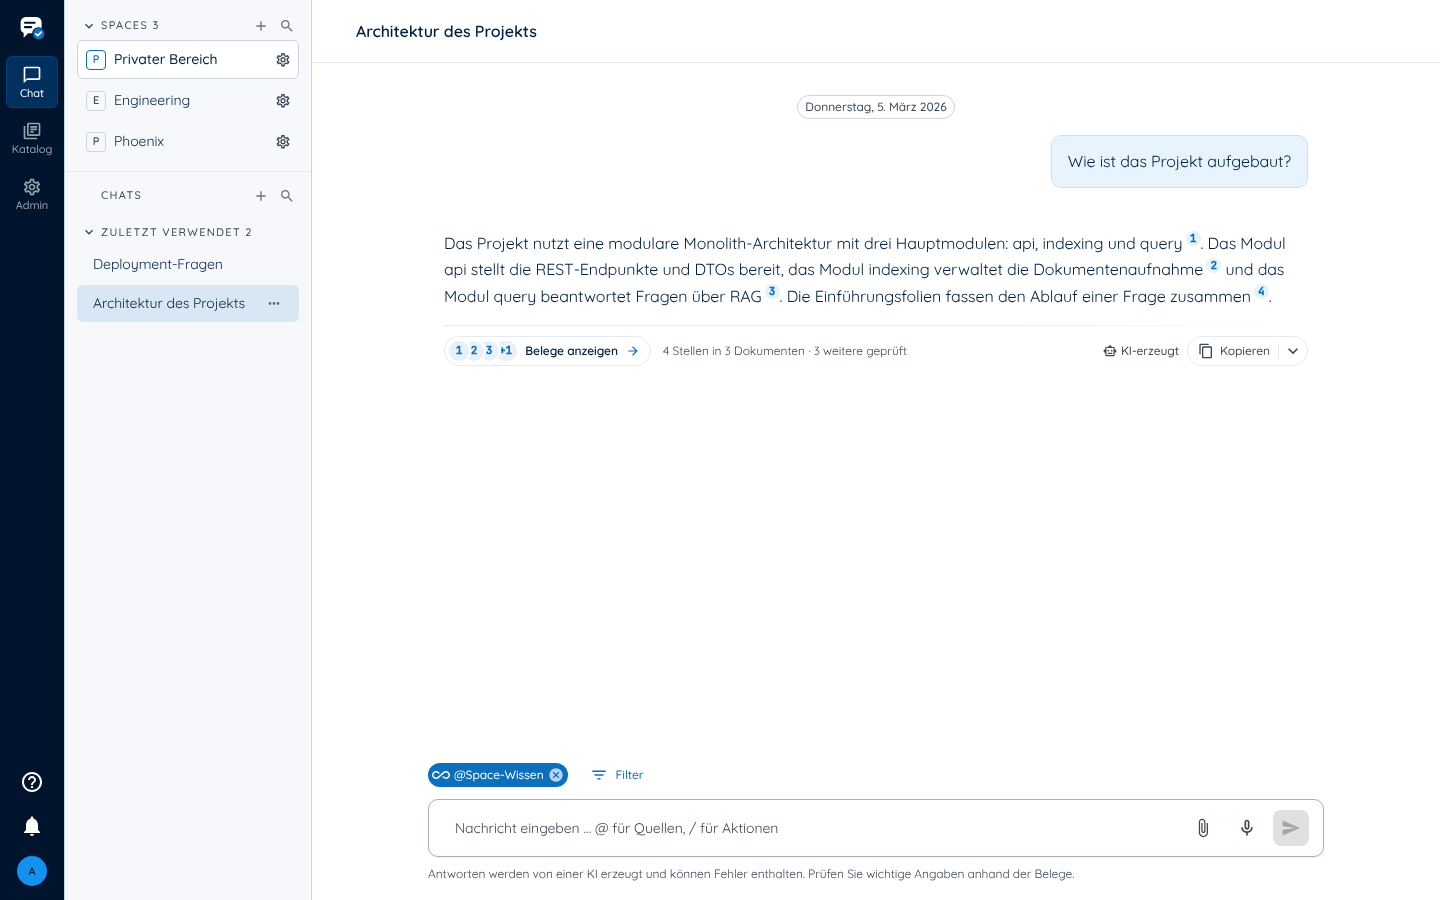 Chat
Katalog
Admin
A
SPACES 3
P Privater Bereich
E Engineering
P Phoenix
CHATS
ZULETZT VERWENDET 2
Deployment-Fragen
Architektur des Projekts
Architektur des Projekts
Donnerstag, 5. März 2026
Wie ist das Projekt aufgebaut?
Das Projekt nutzt eine modulare Monolith-Architektur mit drei Hauptmodulen: api, indexing und query 1. Das Modul
api stellt die REST-Endpunkte und DTOs bereit, das Modul indexing verwaltet die Dokumentenaufnahme 2 und das
Modul query beantwortet Fragen über RAG 3. Die Einführungsfolien fassen den Ablauf einer Frage zusammen 4.
1 2 3 +1 Belege anzeigen 4 Stellen in 3 Dokumenten · 3 weitere geprüft KI-erzeugt Kopieren
@Space-Wissen Filter
Nachricht eingeben ... @ für Quellen, / für Aktionen
Antworten werden von einer KI erzeugt und können Fehler enthalten. Prüfen Sie wichtige Angaben anhand der Belege.